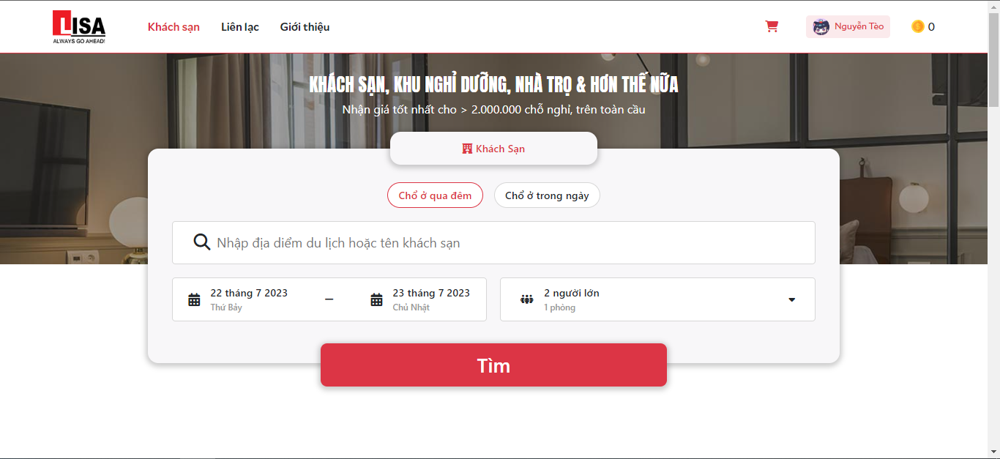 LISA
ALWAYS GO AHEAD!
Khách sạn Liên lạc Giới thiệu
Nguyễn Tèo
0
KHÁCH SẠN, KHU NGHỈ DƯỠNG, NHÀ TRỌ & HƠN THẾ NỮA
Nhận giá tốt nhất cho > 2.000.000 chỗ nghỉ, trên toàn cầu
Khách Sạn
Chổ ở qua đêm Chổ ở trong ngày
Nhập địa điểm du lịch hoặc tên khách sạn
22 tháng 7 2023 — 23 tháng 7 2023
Thứ Bảy Chủ Nhật
2 người lớn
1 phòng
Tìm